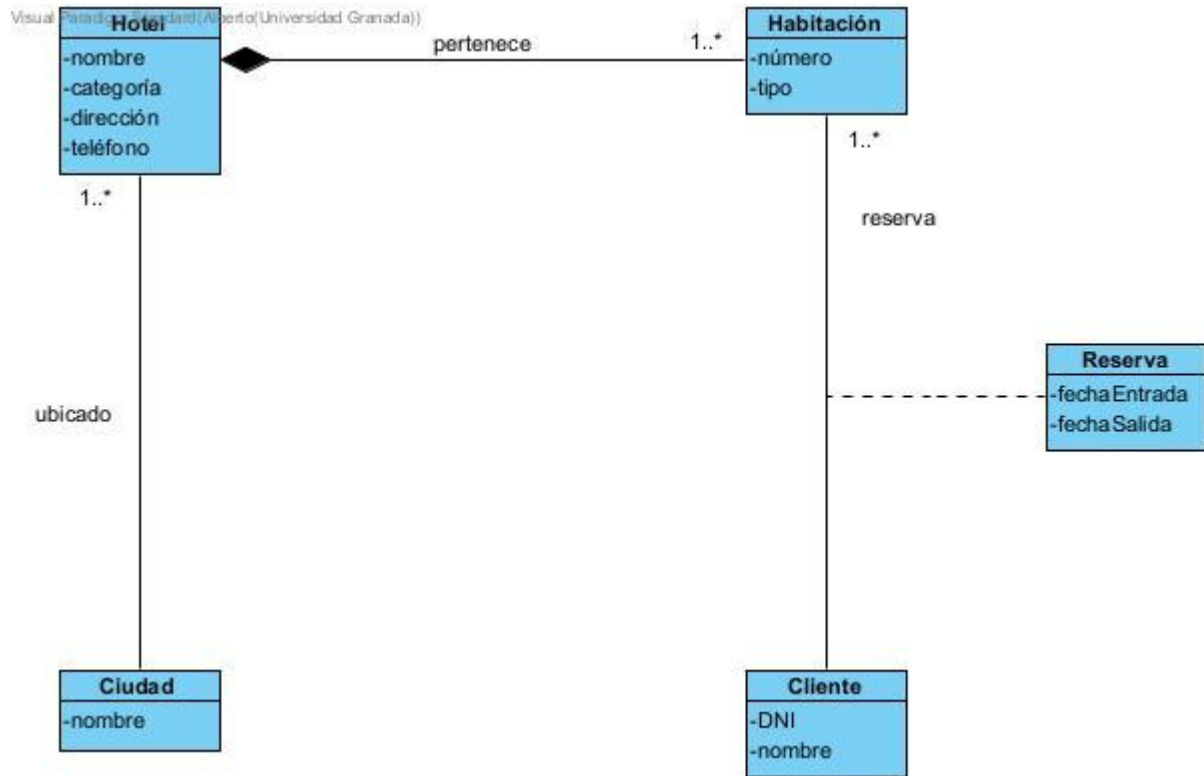 Visual Paradigm Standard(Alberto(Universidad Granada))
Hotel
-nombre
-categoría
-dirección
-teléfono
pertenece
1..*
Habitación
-número
-tipo
1..*
1..*
reserva
Reserva
-fechaEntrada
-fechaSalida
ubicado
Ciudad
-nombre
Cliente
-DNI
-nombre